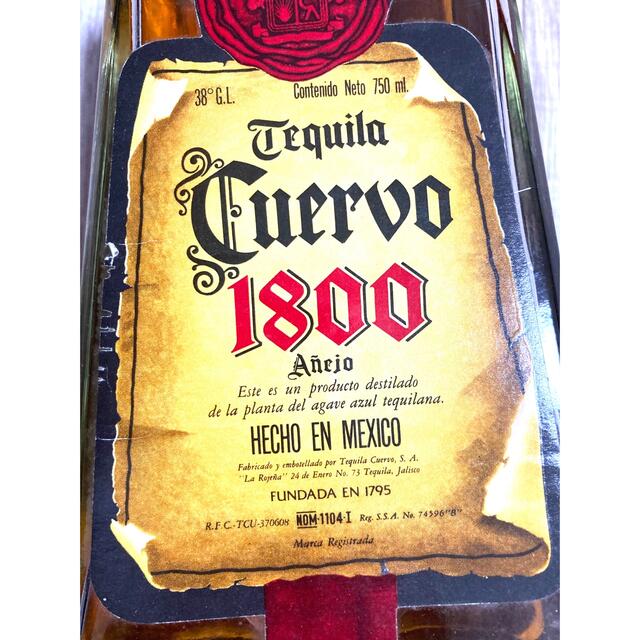 38° G.L. Contenido Neto 750 ml.
Tequila
Cuervo
1800
Añejo
Este es un producto destilado
de la planta del agave azul tequilana.
HECHO EN MEXICO
Fabricado y embotellado por Tequila Cuervo, S. A.
"La Rojeña" 24 de Enero No. 73 Tequila, Jalisco
FUNDADA EN 1795
R.F.C.-TCU-370608 NOM-1104-I Reg. S.S.A. No. 74596"B"
Marca Registrada